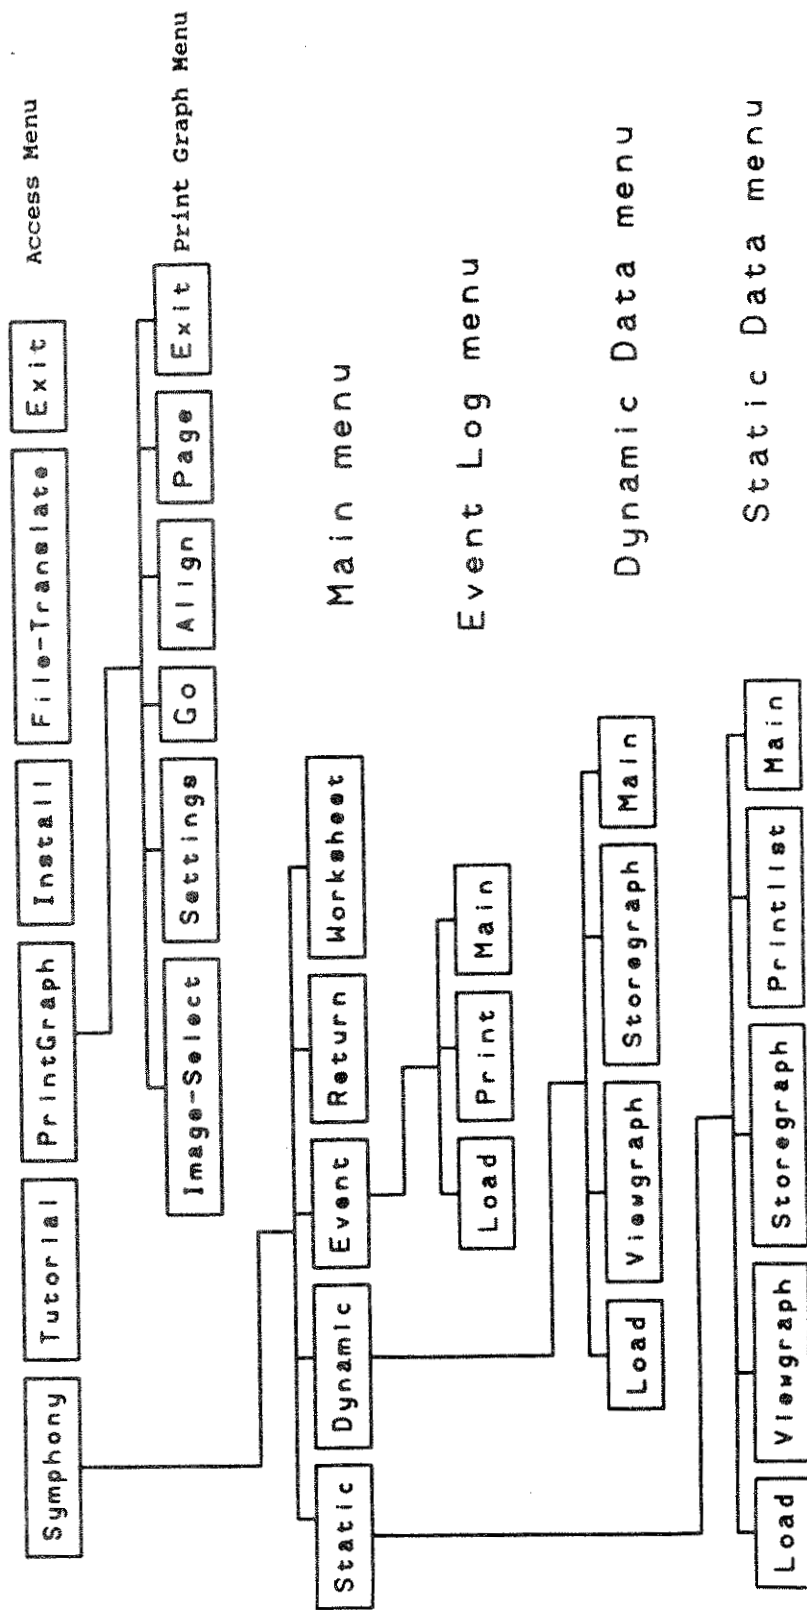 Symphony Tutorial PrintGraph Install File-Translate Exit Access Menu
Image-Select Settings Go Align Page Exit Print Graph Menu
Static Dynamic Event Return Worksheet Main menu
Load Print Main Event Log menu
Load Viewgraph Storegraph Main Dynamic Data menu
Load Viewgraph Storegraph Printlist Main Static Data menu